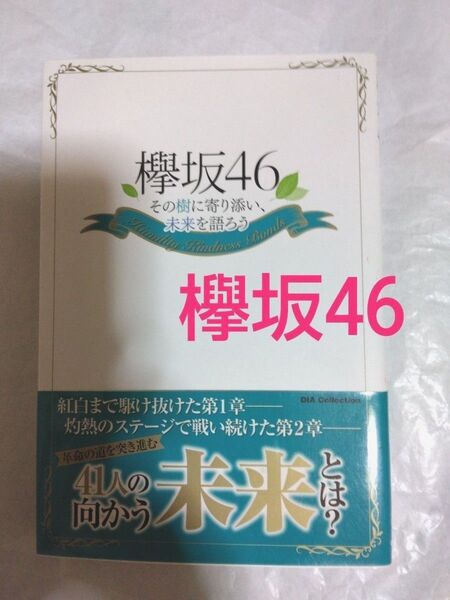 欅坂46
その樹に寄り添い、
未来を語ろう
Humility Kindness Bonds
欅坂46
DIA Collection
紅白まで駆け抜けた第1章――
灼熱のステージで戦い続けた第2章――
革命の道を突き進む
41人の
向かう未来とは?